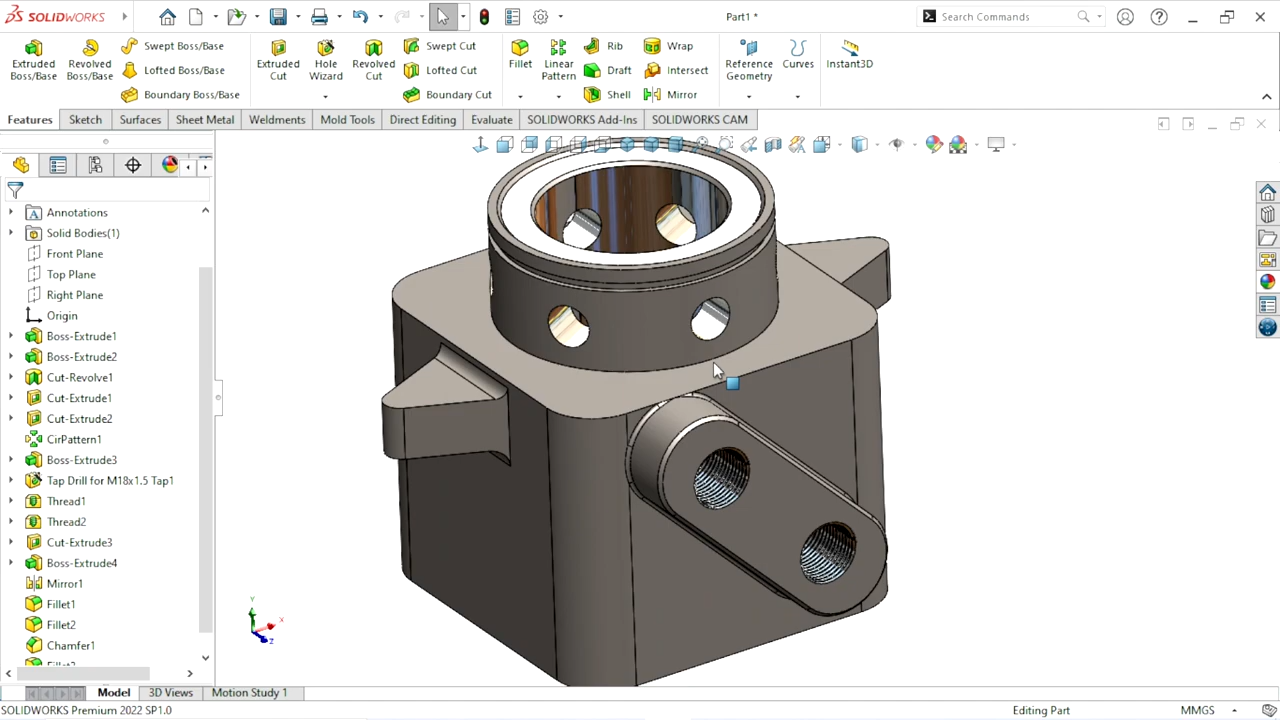 SOLIDWORKS
Part1 *
Search Commands
Extruded Boss/Base
Revolved Boss/Base
Swept Boss/Base
Lofted Boss/Base
Boundary Boss/Base
Extruded Cut
Hole Wizard
Revolved Cut
Swept Cut
Lofted Cut
Boundary Cut
Fillet
Linear Pattern
Rib
Draft
Shell
Wrap
Intersect
Mirror
Reference Geometry
Curves
Instant3D
Features
Sketch
Surfaces
Sheet Metal
Weldments
Mold Tools
Direct Editing
Evaluate
SOLIDWORKS Add-Ins
SOLIDWORKS CAM
Annotations
Solid Bodies(1)
Front Plane
Top Plane
Right Plane
Origin
Boss-Extrude1
Boss-Extrude2
Cut-Revolve1
Cut-Extrude1
Cut-Extrude2
CirPattern1
Boss-Extrude3
Tap Drill for M18x1.5 Tap1
Thread1
Thread2
Cut-Extrude3
Boss-Extrude4
Mirror1
Fillet1
Fillet2
Chamfer1
Y
X
Z
Model
3D Views
Motion Study 1
SOLIDWORKS Premium 2022 SP1.0
Editing Part
MMGS